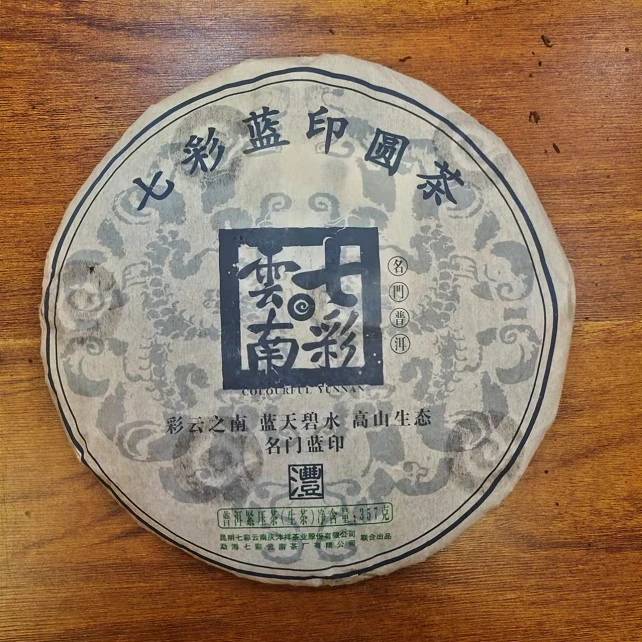 七彩蓝印圆茶
七彩
雲南
名門普洱
COLOURFUL YUNNAN
彩云之南 蓝天碧水 高山生态
名门蓝印
灃
普洱紧压茶(生茶)净含量:357克
昆明七彩云南庆沣祥茶业股份有限公司
勐海七彩云南茶厂有限公司
联合出品